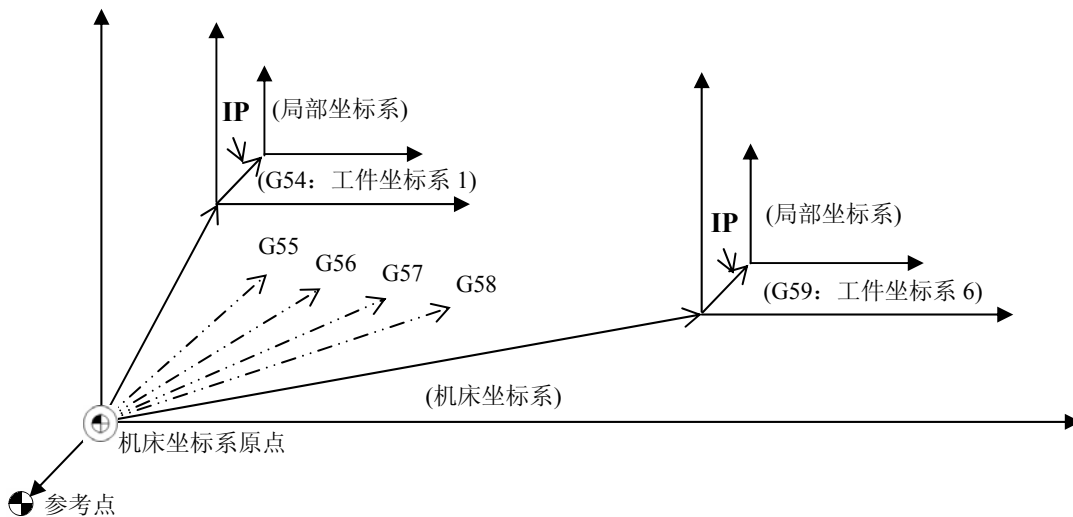 IP
(局部坐标系)
(G54：工件坐标系 1)
IP
(局部坐标系)
G55
G56
G57
G58
(G59：工件坐标系 6)
(机床坐标系)
机床坐标系原点
参考点